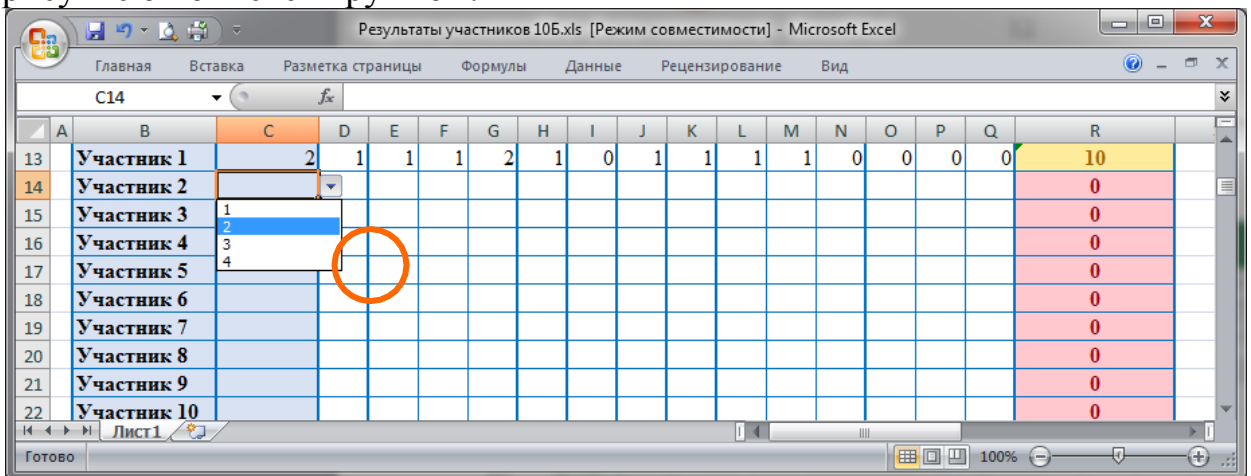 Результаты участников 10Б.xls [Режим совместимости] - Microsoft Excel
Главная Вставка Разметка страницы Формулы Данные Рецензирование Вид
C14 fx
A B C D E F G H I J K L M N O P Q R
13 Участник 1 2 1 1 1 2 1 0 1 1 1 1 0 0 0 0 10
14 Участник 2 0
15 Участник 3 1 0
2
16 Участник 4 3 0
17 Участник 5 4 0
18 Участник 6 0
19 Участник 7 0
20 Участник 8 0
21 Участник 9 0
22 Участник 10 0
Лист1
Готово 100%